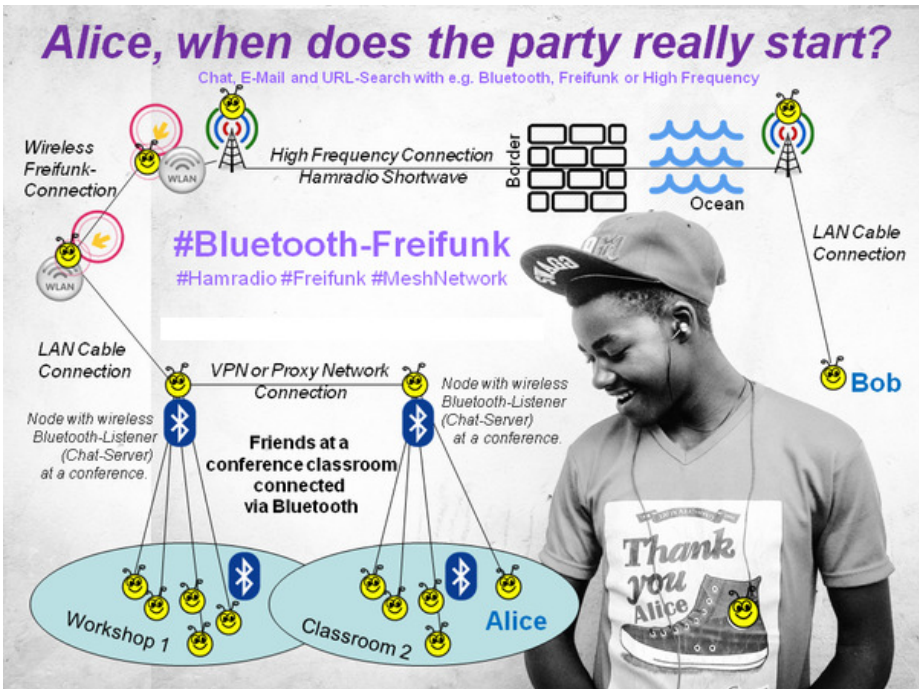 Alice, when does the party really start?
Chat, E-Mail and URL-Search with e.g. Bluetooth, Freifunk or High Frequency
Wireless
Freifunk-
Connection
WLAN
High Frequency Connection
Hamradio Shortwave
Border
Ocean
LAN Cable
Connection
#Bluetooth-Freifunk
#Hamradio #Freifunk #MeshNetwork
WLAN
LAN Cable
Connection
VPN or Proxy Network
Connection
Bob
Node with wireless
Bluetooth-Listener
(Chat-Server)
at a conference.
Node with wireless
Bluetooth-Listener
(Chat-Server)
at a conference.
Friends at a
conference classroom
connected
via Bluetooth
Workshop 1
Classroom 2
Alice
Thank
you
Alice